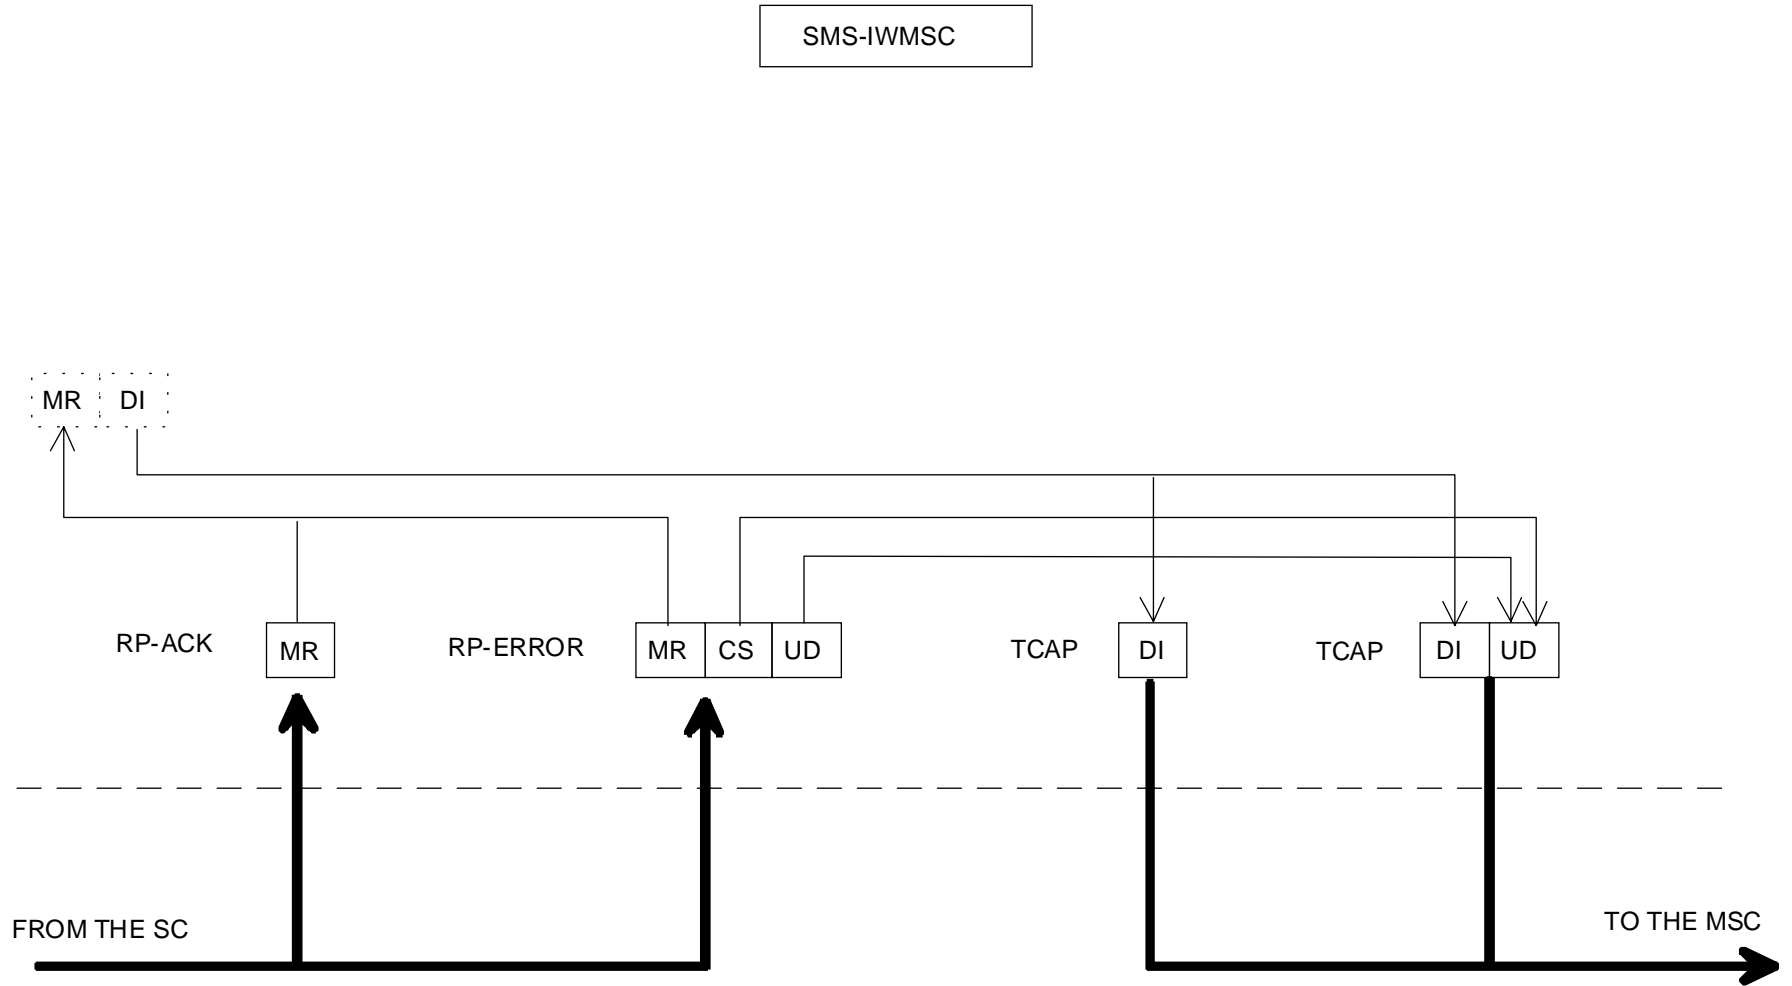 SMS-IWMSC
MR DI
RP-ACK MR RP-ERROR MR CS UD TCAP DI TCAP DI UD
FROM THE SC TO THE MSC